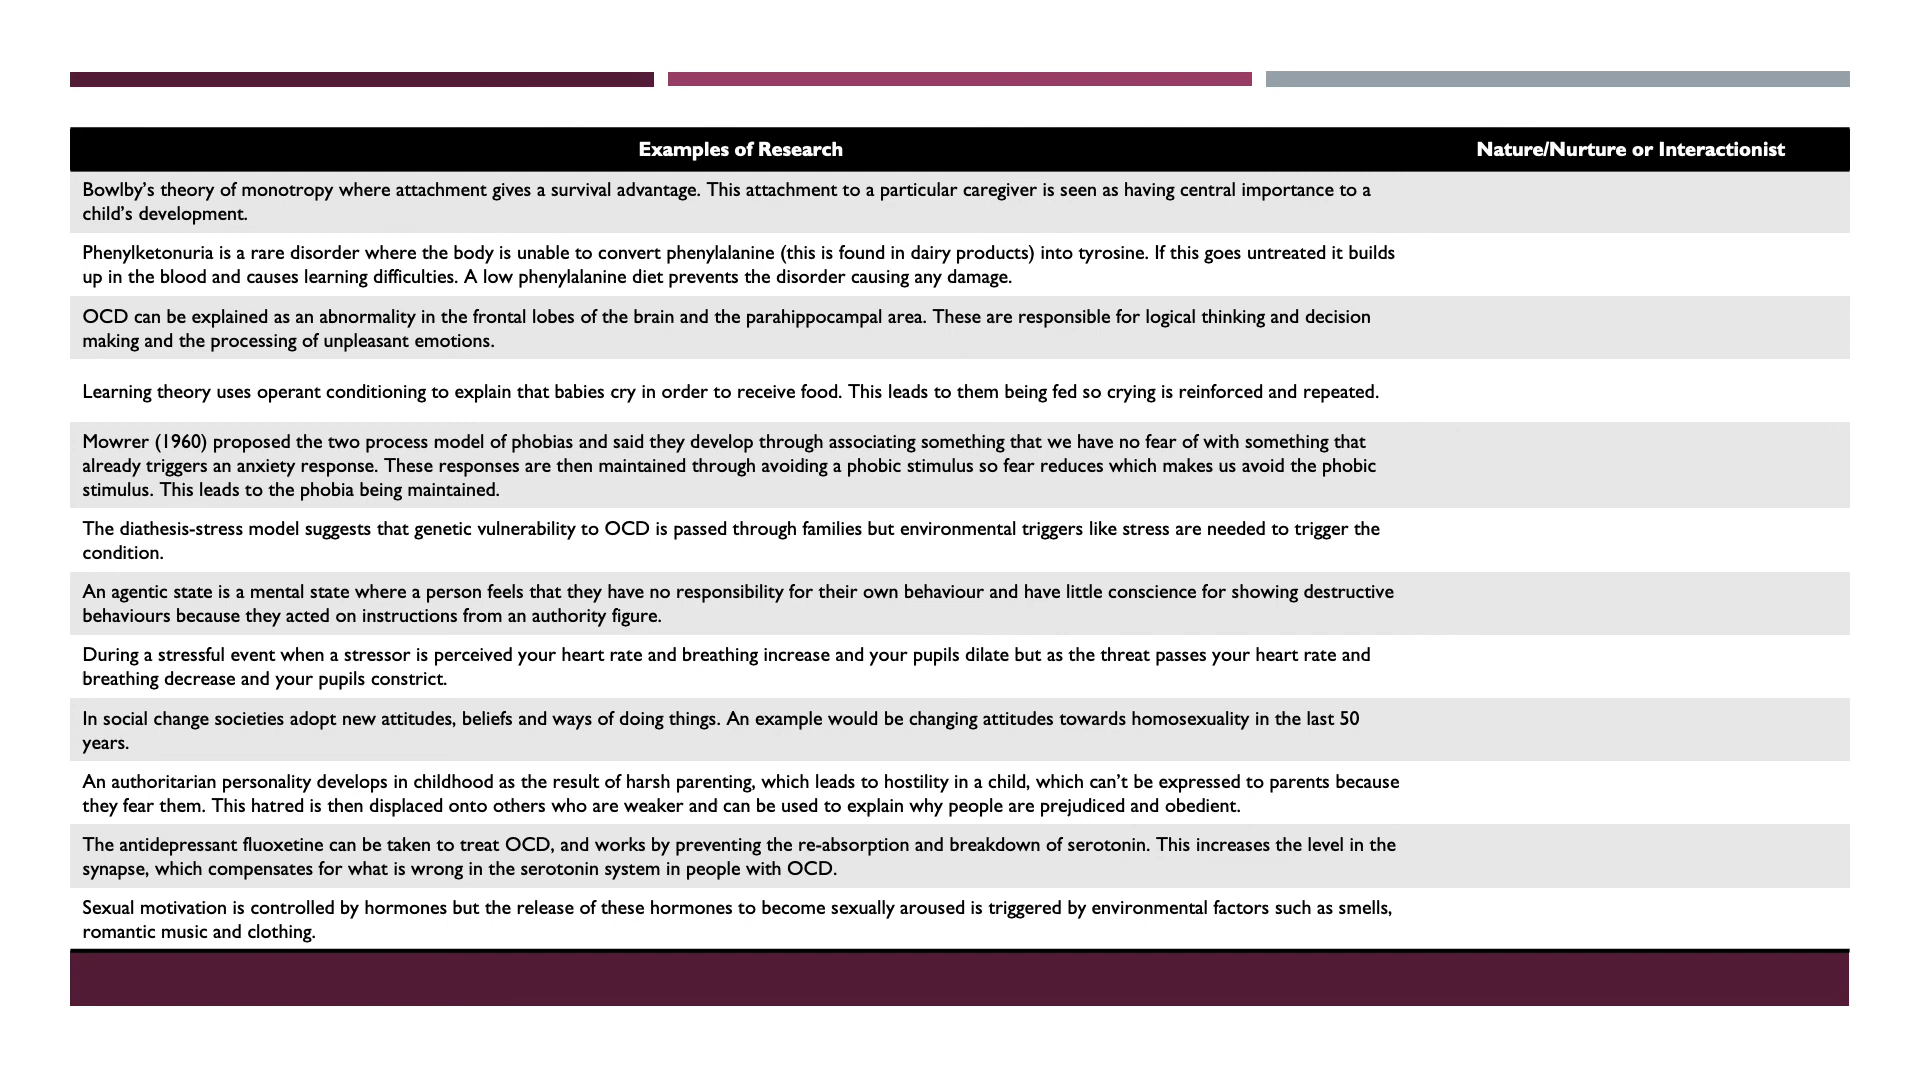 Examples of Research
Nature/Nurture or Interactionist
Bowlby’s theory of monotropy where attachment gives a survival advantage. This attachment to a particular caregiver is seen as having central importance to a
child’s development.
Phenylketonuria is a rare disorder where the body is unable to convert phenylalanine (this is found in dairy products) into tyrosine. If this goes untreated it builds
up in the blood and causes learning difficulties. A low phenylalanine diet prevents the disorder causing any damage.
OCD can be explained as an abnormality in the frontal lobes of the brain and the parahippocampal area. These are responsible for logical thinking and decision
making and the processing of unpleasant emotions.
Learning theory uses operant conditioning to explain that babies cry in order to receive food. This leads to them being fed so crying is reinforced and repeated.
Mowrer (1960) proposed the two process model of phobias and said they develop through associating something that we have no fear of with something that
already triggers an anxiety response. These responses are then maintained through avoiding a phobic stimulus so fear reduces which makes us avoid the phobic
stimulus. This leads to the phobia being maintained.
The diathesis-stress model suggests that genetic vulnerability to OCD is passed through families but environmental triggers like stress are needed to trigger the
condition.
An agentic state is a mental state where a person feels that they have no responsibility for their own behaviour and have little conscience for showing destructive
behaviours because they acted on instructions from an authority figure.
During a stressful event when a stressor is perceived your heart rate and breathing increase and your pupils dilate but as the threat passes your heart rate and
breathing decrease and your pupils constrict.
In social change societies adopt new attitudes, beliefs and ways of doing things. An example would be changing attitudes towards homosexuality in the last 50
years.
An authoritarian personality develops in childhood as the result of harsh parenting, which leads to hostility in a child, which can’t be expressed to parents because
they fear them. This hatred is then displaced onto others who are weaker and can be used to explain why people are prejudiced and obedient.
The antidepressant fluoxetine can be taken to treat OCD, and works by preventing the re-absorption and breakdown of serotonin. This increases the level in the
synapse, which compensates for what is wrong in the serotonin system in people with OCD.
Sexual motivation is controlled by hormones but the release of these hormones to become sexually aroused is triggered by environmental factors such as smells,
romantic music and clothing.